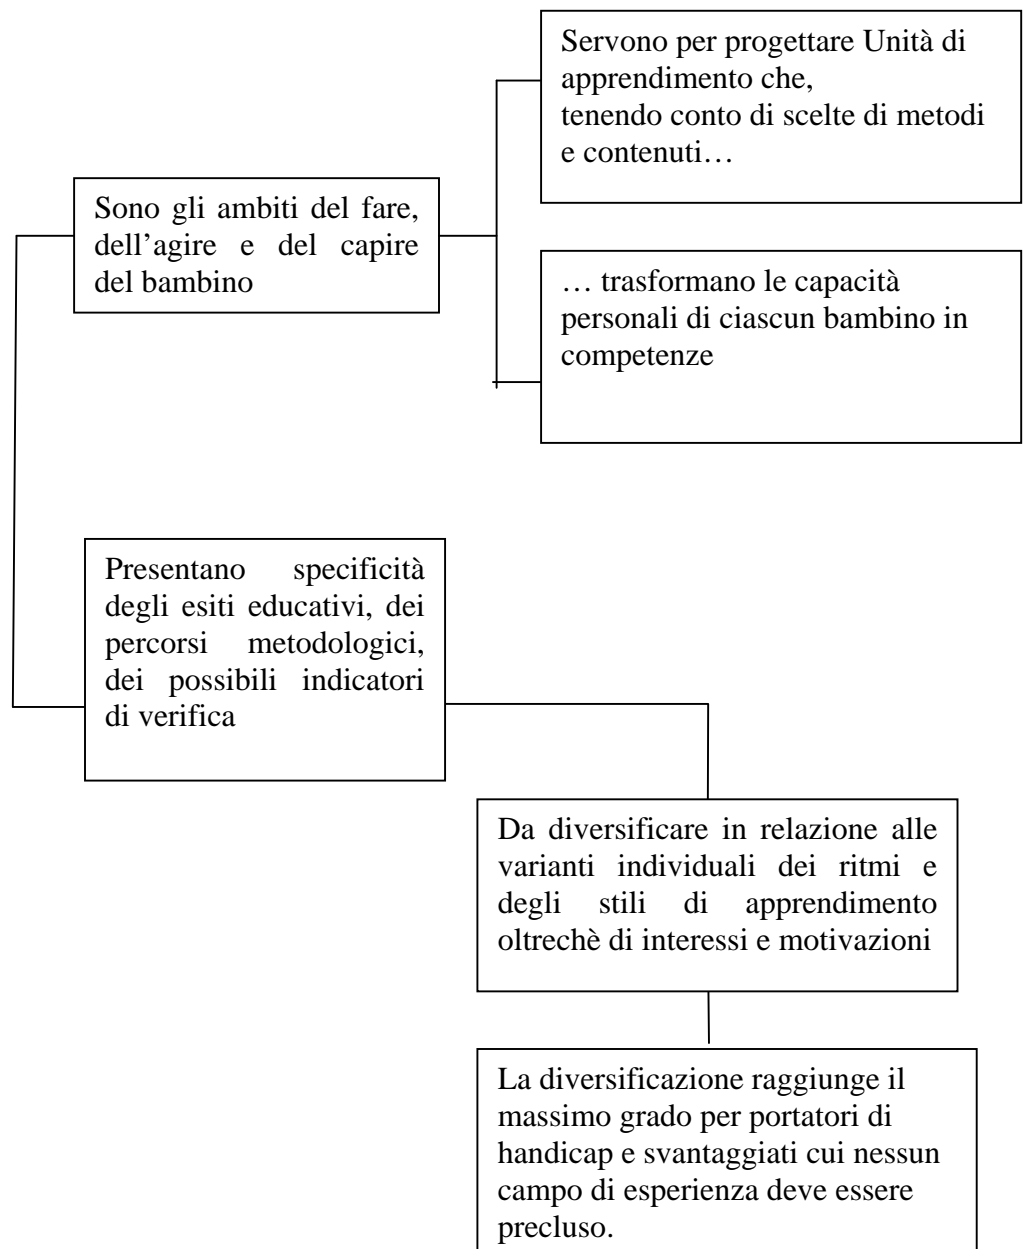 Servono per progettare Unità di
apprendimento che,
tenendo conto di scelte di metodi
e contenuti…
Sono gli ambiti del fare,
dell’agire e del capire
del bambino
… trasformano le capacità
personali di ciascun bambino in
competenze
Presentano specificità
degli esiti educativi, dei
percorsi metodologici,
dei possibili indicatori
di verifica
Da diversificare in relazione alle
varianti individuali dei ritmi e
degli stili di apprendimento
oltrechè di interessi e motivazioni
La diversificazione raggiunge il
massimo grado per portatori di
handicap e svantaggiati cui nessun
campo di esperienza deve essere
precluso.